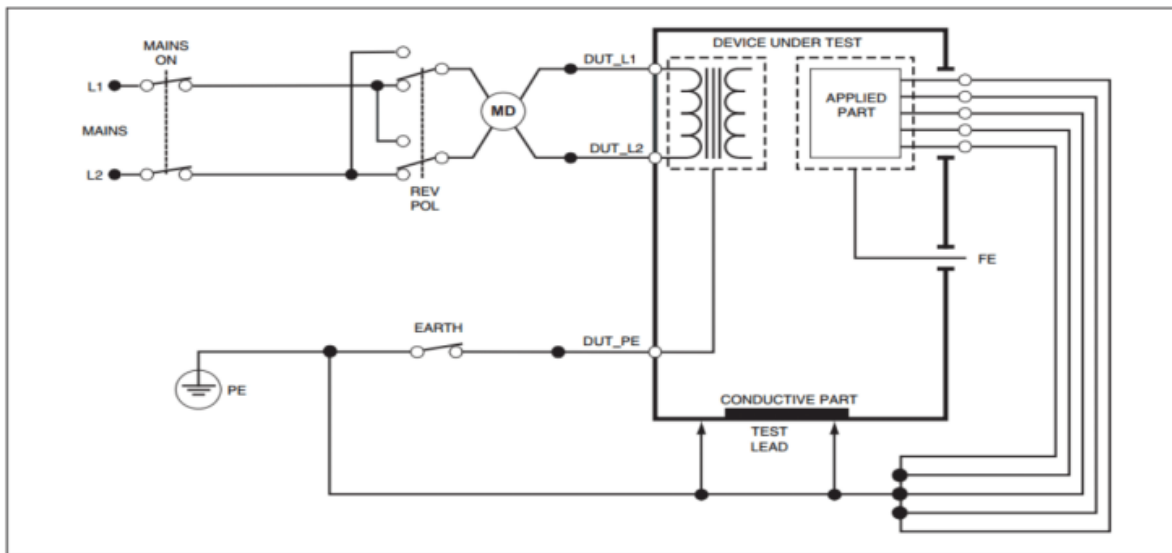 MAINS
ON
L1
MAINS
L2
REV
POL
MD
DUT_L1
DUT_L2
DEVICE UNDER TEST
APPLIED
PART
FE
EARTH
DUT_PE
PE
CONDUCTIVE PART
TEST
LEAD